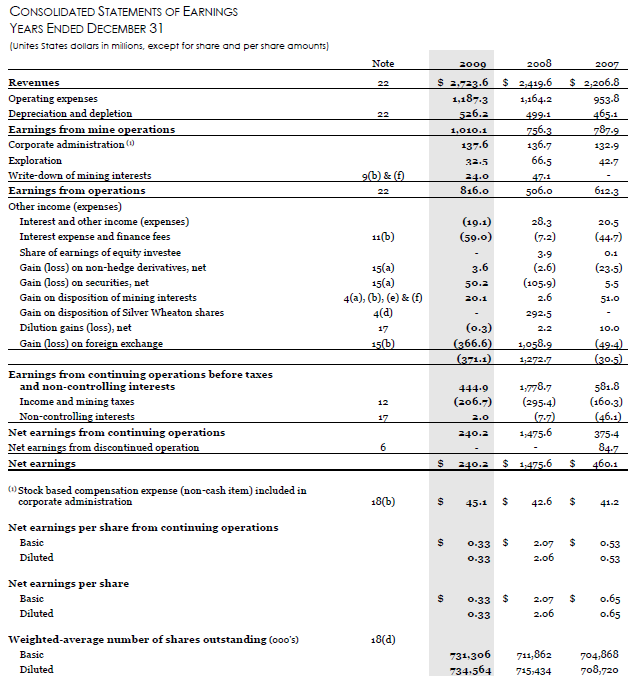 CONSOLIDATED STATEMENTS OF EARNINGS
YEARS ENDED DECEMBER 31
(Unites States dollars in millions, except for share and per share amounts)
Note 2009 2008 2007
Revenues 22 $ 2,723.6 $ 2,419.6 $ 2,206.8
Operating expenses 1,187.3 1,164.2 953.8
Depreciation and depletion 22 526.2 499.1 465.1
Earnings from mine operations 1,010.1 756.3 787.9
Corporate administration (1) 137.6 136.7 132.9
Exploration 32.5 66.5 42.7
Write-down of mining interests 9(b) & (f) 24.0 47.1 -
Earnings from operations 22 816.0 506.0 612.3
Other income (expenses)
Interest and other income (expenses) (19.1) 28.3 20.5
Interest expense and finance fees 11(b) (59.0) (7.2) (44.7)
Share of earnings of equity investee - 3.9 0.1
Gain (loss) on non-hedge derivatives, net 15(a) 3.6 (2.6) (23.5)
Gain (loss) on securities, net 15(a) 50.2 (105.9) 5.5
Gain on disposition of mining interests 4(a), (b), (e) & (f) 20.1 2.6 51.0
Gain on disposition of Silver Wheaton shares 4(d) - 292.5 -
Dilution gains (loss), net 17 (0.3) 2.2 10.0
Gain (loss) on foreign exchange 15(b) (366.6) 1,058.9 (49.4)
(371.1) 1,272.7 (30.5)
Earnings from continuing operations before taxes
and non-controlling interests 444.9 1,778.7 581.8
Income and mining taxes 12 (206.7) (295.4) (160.3)
Non-controlling interests 17 2.0 (7.7) (46.1)
Net earnings from continuing operations 240.2 1,475.6 375.4
Net earnings from discontinued operation 6 - - 84.7
Net earnings $ 240.2 $ 1,475.6 $ 460.1
(1) Stock based compensation expense (non-cash item) included in
corporate administration 18(b) $ 45.1 $ 42.6 $ 41.2
Net earnings per share from continuing operations
Basic $ 0.33 $ 2.07 $ 0.53
Diluted 0.33 2.06 0.53
Net earnings per share
Basic $ 0.33 $ 2.07 $ 0.65
Diluted 0.33 2.06 0.65
Weighted-average number of shares outstanding (000's) 18(d)
Basic 731,306 711,862 704,868
Diluted 734,564 715,434 708,720